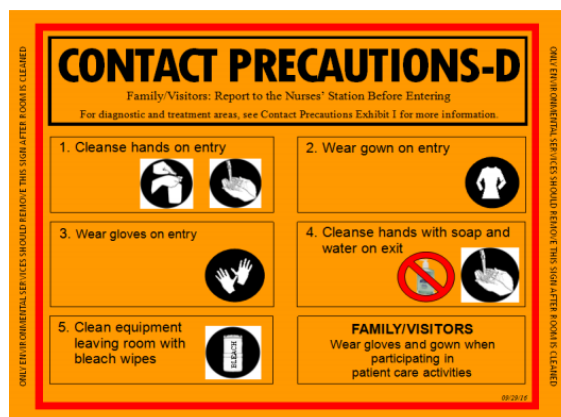 CONTACT PRECAUTIONS-D
Family/Visitors: Report to the Nurses' Station Before Entering
For diagnostic and treatment areas, see Contact Precautions Exhibit I for more information.
1. Cleanse hands on entry
2. Wear gown on entry
3. Wear gloves on entry
4. Cleanse hands with soap and
water on exit
5. Clean equipment
leaving room with
bleach wipes
BLEACH
FAMILY/VISITORS
Wear gloves and gown when
participating in
patient care activities
ONLY ENVIRONMENTAL SERVICES SHOULD REMOVE THIS SIGN AFTER ROOM IS CLEANED
ONLY ENVIRONMENTAL SERVICES SHOULD REMOVE THIS SIGN AFTER ROOM IS CLEANED